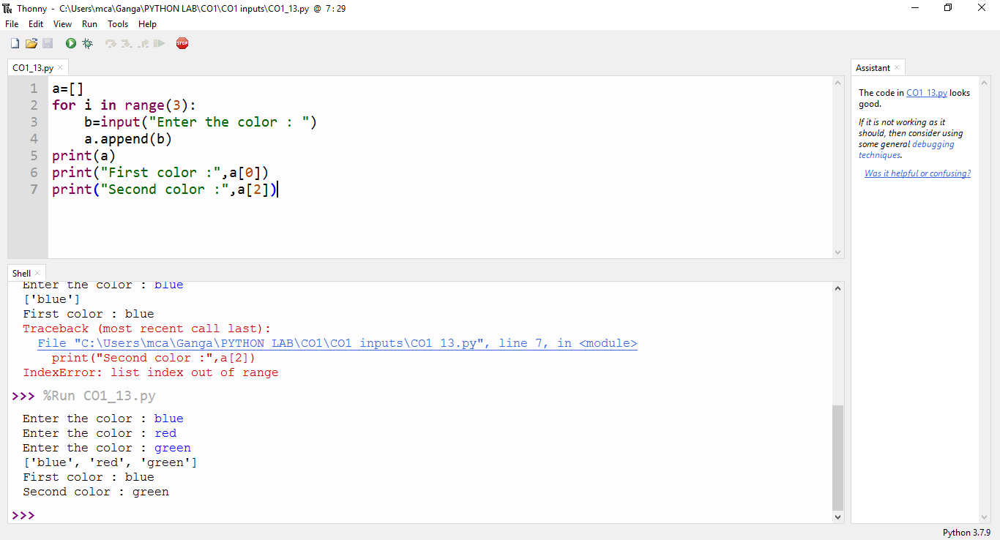 Thonny - C:\Users\mca\Ganga\PYTHON LAB\CO1\CO1 inputs\CO1_13.py @ 7 : 29
File Edit View Run Tools Help
STOP
CO1_13.py ×
1 a=[]
2 for i in range(3):
3     b=input("Enter the color : ")
4     a.append(b)
5 print(a)
6 print("First color :",a[0])
7 print("Second color :",a[2])
Shell ×
Enter the color : blue
['blue']
First color : blue
Traceback (most recent call last):
  File "C:\Users\mca\Ganga\PYTHON LAB\CO1\CO1 inputs\CO1_13.py", line 7, in <module>
    print("Second color :",a[2])
IndexError: list index out of range
>>> %Run CO1_13.py
Enter the color : blue
Enter the color : red
Enter the color : green
['blue', 'red', 'green']
First color : blue
Second color : green
>>>
Assistant ×
The code in CO1_13.py looks
good.
If it is not working as it
should, then consider using
some general debugging
techniques.
Was it helpful or confusing?
Python 3.7.9